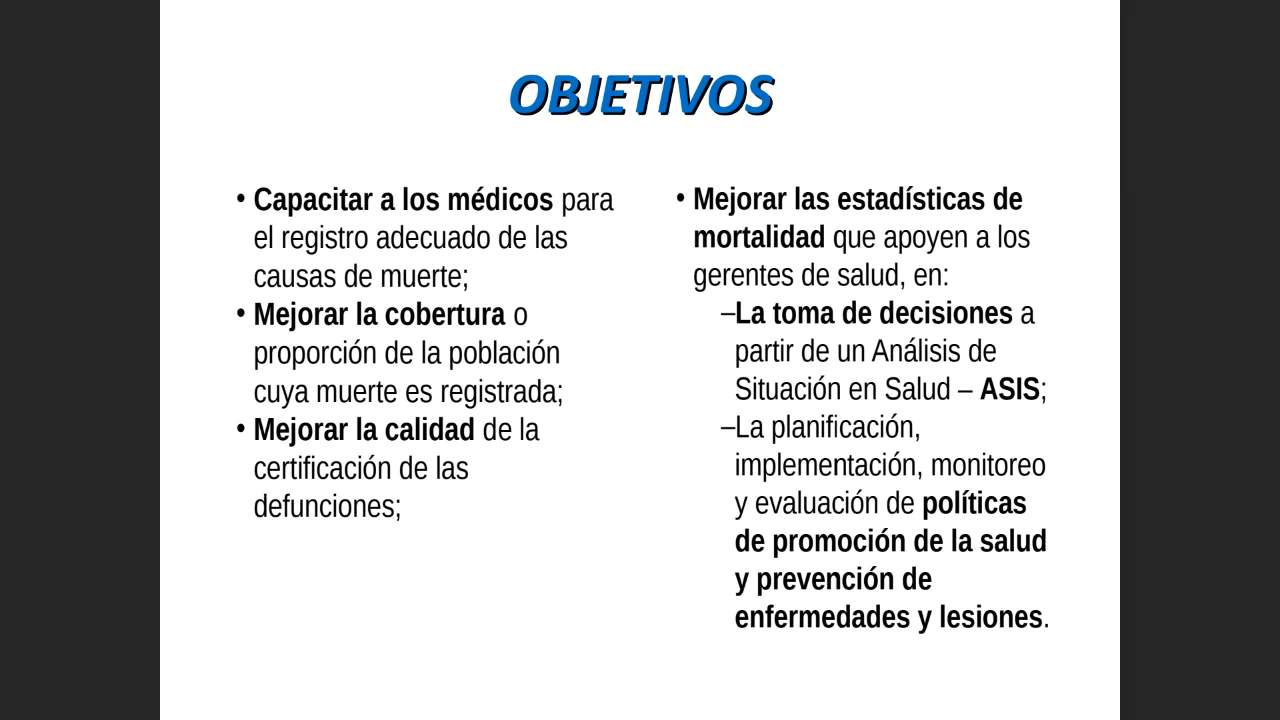 OBJETIVOS
• Capacitar a los médicos para
el registro adecuado de las
causas de muerte;
• Mejorar la cobertura o
proporción de la población
cuya muerte es registrada;
• Mejorar la calidad de la
certificación de las
defunciones;
• Mejorar las estadísticas de
mortalidad que apoyen a los
gerentes de salud, en:
–La toma de decisiones a
partir de un Análisis de
Situación en Salud – ASIS;
–La planificación,
implementación, monitoreo
y evaluación de políticas
de promoción de la salud
y prevención de
enfermedades y lesiones.